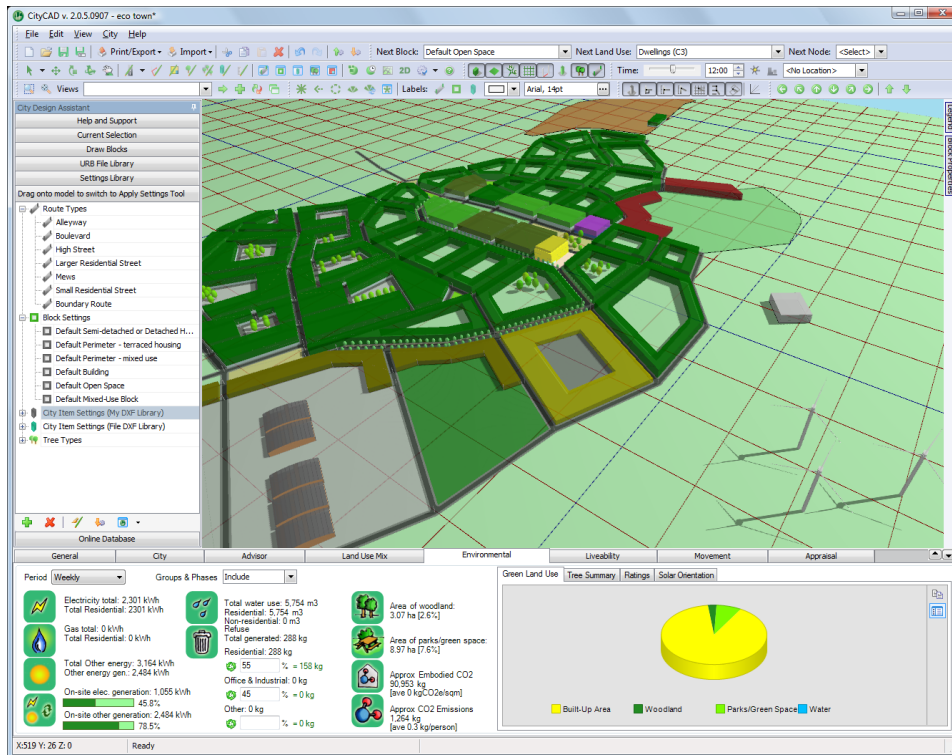 CityCAD v. 2.0.5.0907 - eco town*
File Edit View City Help
Print/Export Import Next Block: Default Open Space Next Land Use: Dwellings (C3) Next Node: <Select>
2D Time: 12:00 <No Location>
Views Labels: Arial, 14pt
City Design Assistant
Legend
Block Properties
Help and Support
Current Selection
Draw Blocks
URB File Library
Settings Library
Drag onto model to switch to Apply Settings Tool
Route Types
Alleyway
Boulevard
High Street
Larger Residential Street
Mews
Small Residential Street
Boundary Route
Block Settings
Default Semi-detached or Detached H...
Default Perimeter - terraced housing
Default Perimeter - mixed use
Default Building
Default Open Space
Default Mixed-Use Block
City Item Settings (My DXF Library)
City Item Settings (File DXF Library)
Tree Types
Online Database
General City Advisor Land Use Mix Environmental Liveability Movement Appraisal
Period Weekly Groups & Phases Include
Electricity total: 2,301 kWh
Total Residential: 2301 kWh
Gas total: 0 kWh
Total Residential: 0 kWh
Total Other energy: 3,164 kWh
Other energy gen.: 2,484 kWh
On-site elec. generation: 1,055 kWh
45.8%
On-site other generation: 2,484 kWh
78.5%
Total water use: 5,754 m3
Residential: 5,754 m3
Non-residential: 0 m3
Refuse
Total generated: 288 kg
Residential: 288 kg
55 % = 158 kg
Office & Industrial: 0 kg
45 % = 0 kg
Other: 0 kg
% = 0 kg
Area of woodland:
3.07 ha [2.6%]
Area of parks/green space:
8.97 ha [7.6%]
Approx Embodied CO2
90,953 kg
[ave 0 kgCO2e/sqm]
Approx CO2 Emissions
1,264 kg
[ave 0.3 kg/person]
Green Land Use Tree Summary Ratings Solar Orientation
Built-Up Area Woodland Parks/Green Space Water
X:519 Y: 26 Z: 0 Ready